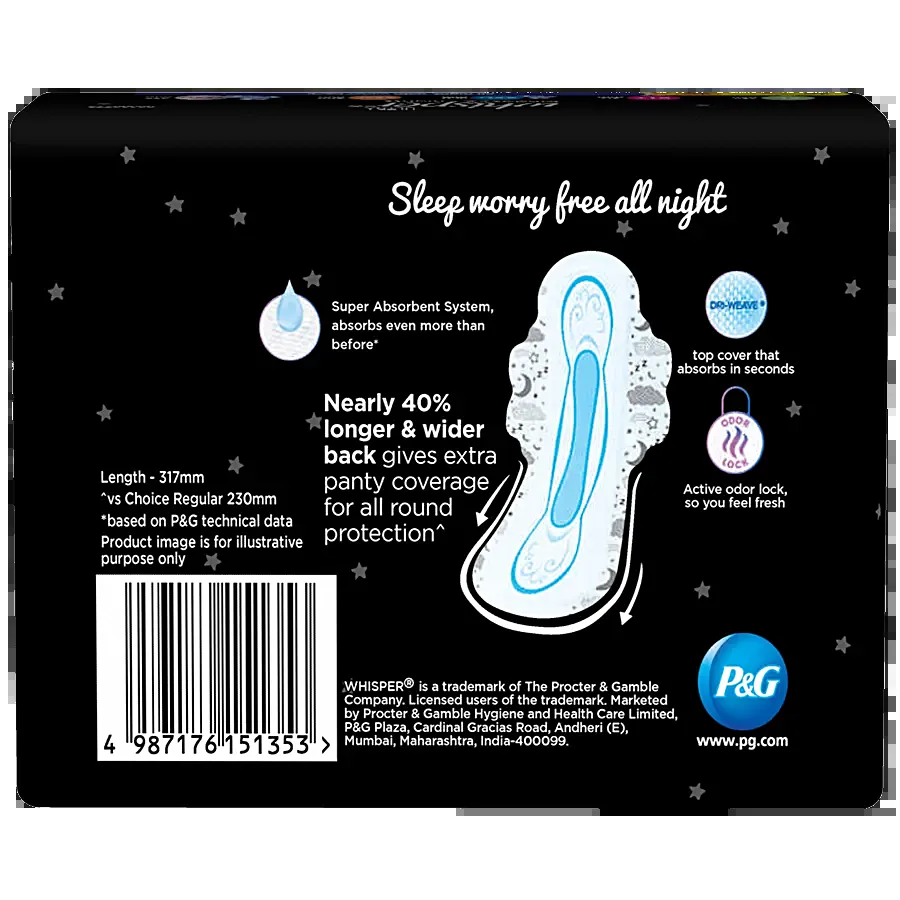 whisper
Sleep worry free all night
Super Absorbent System,
absorbs even more than
before*
DRI-WEAVE®
top cover that
absorbs in seconds
Nearly 40%
longer & wider
back gives extra
panty coverage
for all round
protection^
ODOR
LOCK
Active odor lock,
so you feel fresh
Length - 317mm
^vs Choice Regular 230mm
*based on P&G technical data
Product image is for illustrative
purpose only
4 987176 151353 >
WHISPER® is a trademark of The Procter & Gamble
Company. Licensed users of the trademark. Marketed
by Procter & Gamble Hygiene and Health Care Limited,
P&G Plaza, Cardinal Gracias Road, Andheri (E),
Mumbai, Maharashtra, India-400099.
P&G
www.pg.com